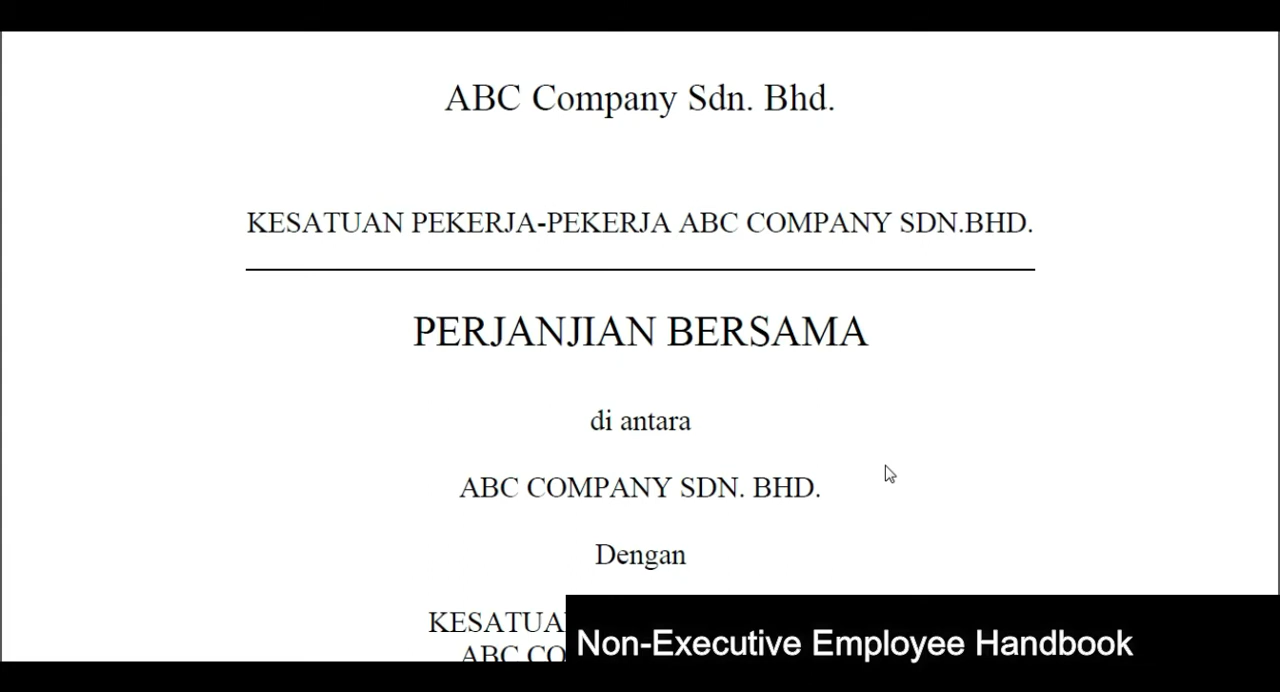 ABC Company Sdn. Bhd.
KESATUAN PEKERJA-PEKERJA ABC COMPANY SDN.BHD.
PERJANJIAN BERSAMA
di antara
ABC COMPANY SDN. BHD.
Dengan
ABC
Non-Executive Employee Handbook